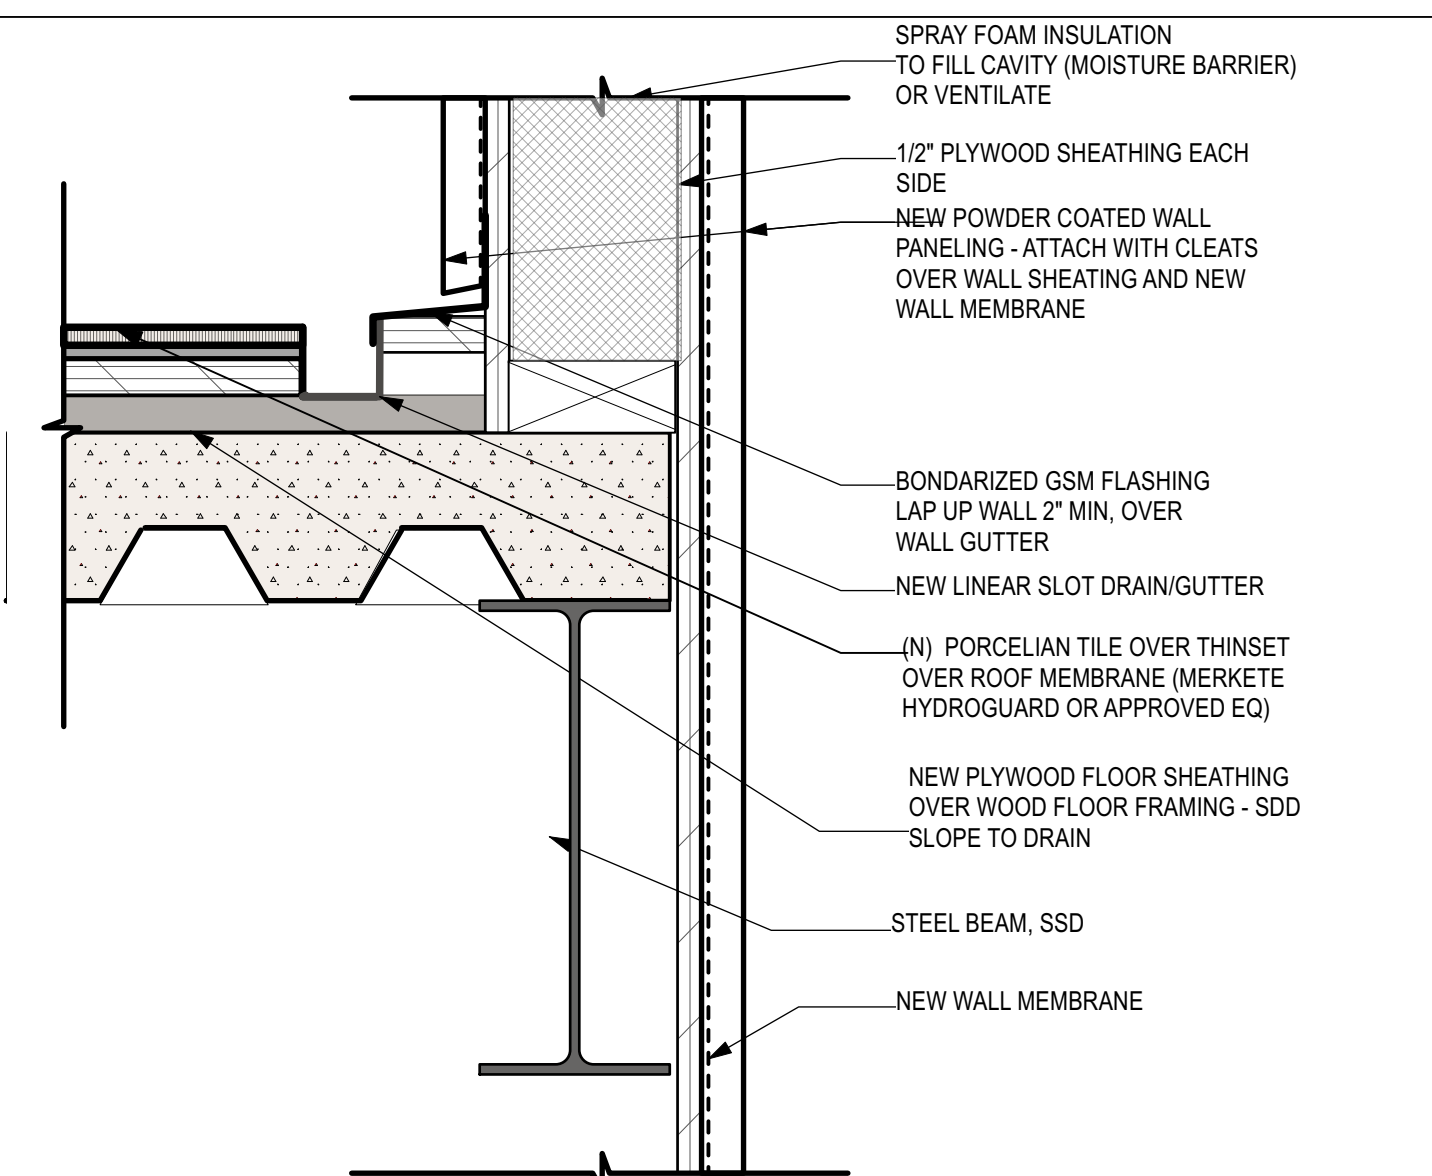 SPRAY FOAM INSULATION
TO FILL CAVITY (MOISTURE BARRIER)
OR VENTILATE
1/2" PLYWOOD SHEATHING EACH
SIDE
NEW POWDER COATED WALL
PANELING - ATTACH WITH CLEATS
OVER WALL SHEATING AND NEW
WALL MEMBRANE
BONDARIZED GSM FLASHING
LAP UP WALL 2" MIN, OVER
WALL GUTTER
NEW LINEAR SLOT DRAIN/GUTTER
(N) PORCELIAN TILE OVER THINSET
OVER ROOF MEMBRANE (MERKETE
HYDROGUARD OR APPROVED EQ)
NEW PLYWOOD FLOOR SHEATHING
OVER WOOD FLOOR FRAMING - SDD
SLOPE TO DRAIN
STEEL BEAM, SSD
NEW WALL MEMBRANE